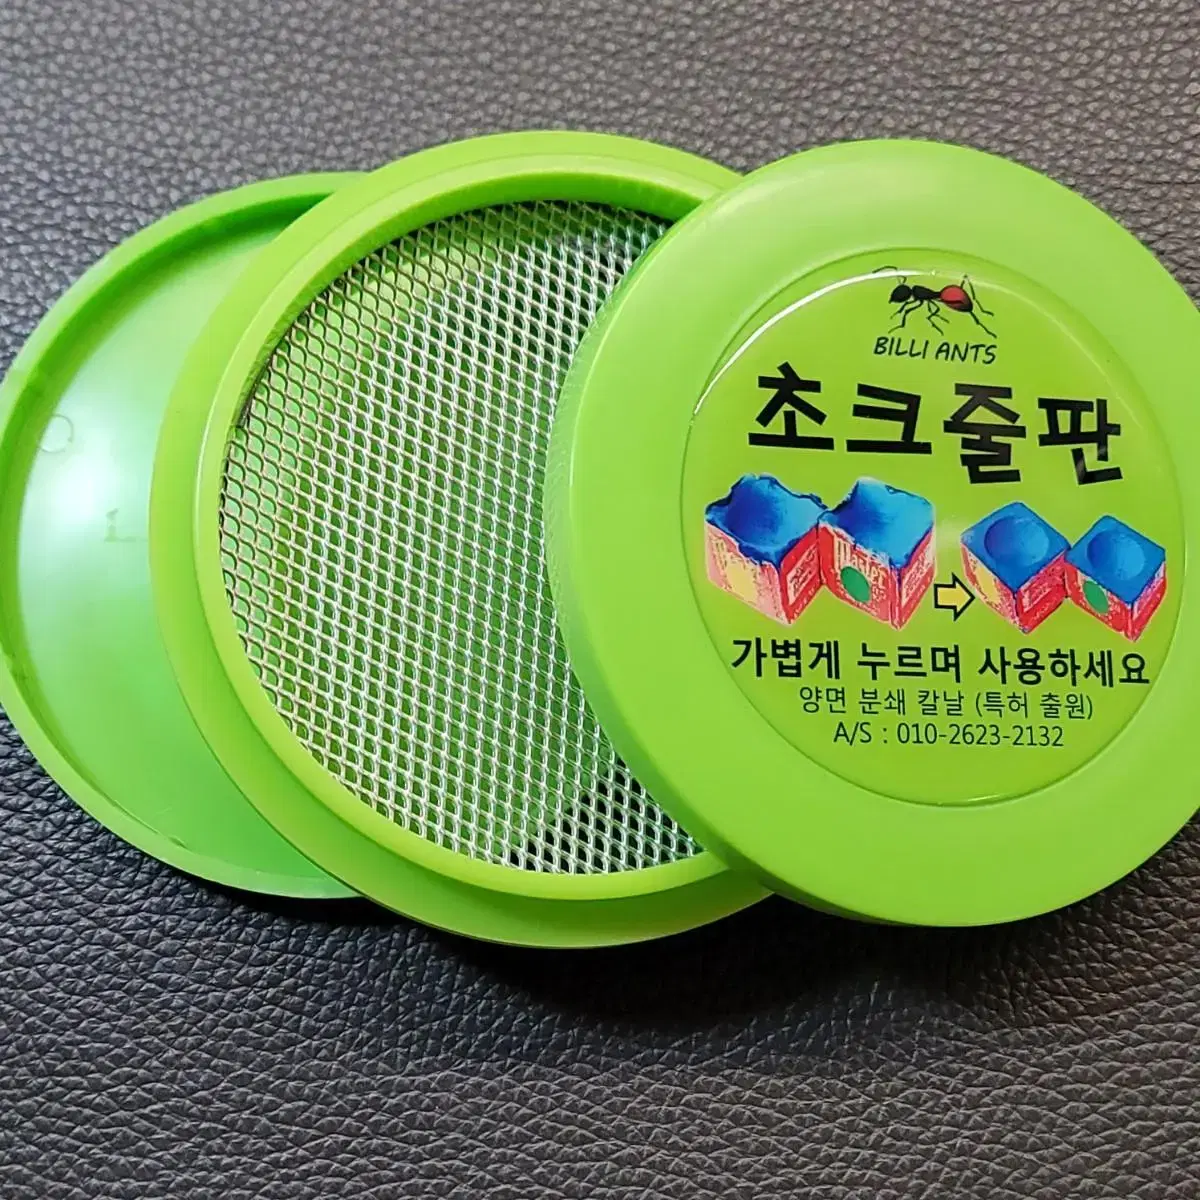 BILLI ANTS
초크줄판
Master
가볍게 누르며 사용하세요
양면 분쇄 칼날 (특허 출원)
A/S : 010-2623-2132